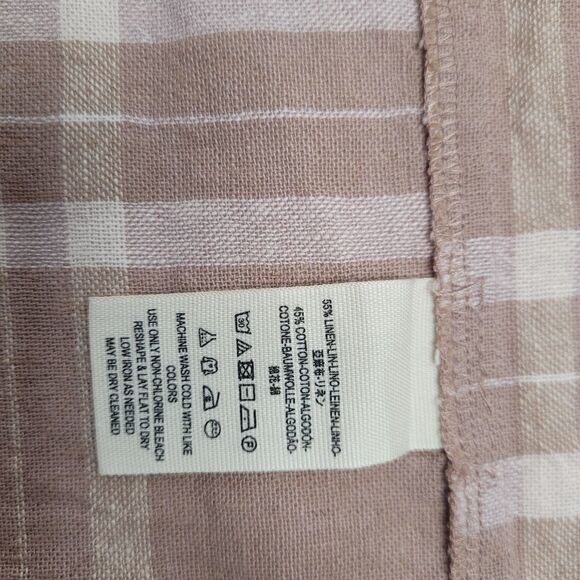 55% LINEN-LIN-LINO-LEINEN-LINHO-
亞麻布-リネン
45% COTTON-COTON-ALGODÓN-
COTONE-BAUMWOLLE-ALGODÃO-
棉花-綿
30
P
MACHINE WASH COLD WITH LIKE
COLORS
USE ONLY NON-CHLORINE BLEACH
RESHAPE & LAY FLAT TO DRY
LOW IRON AS NEEDED
MAY BE DRY CLEANED